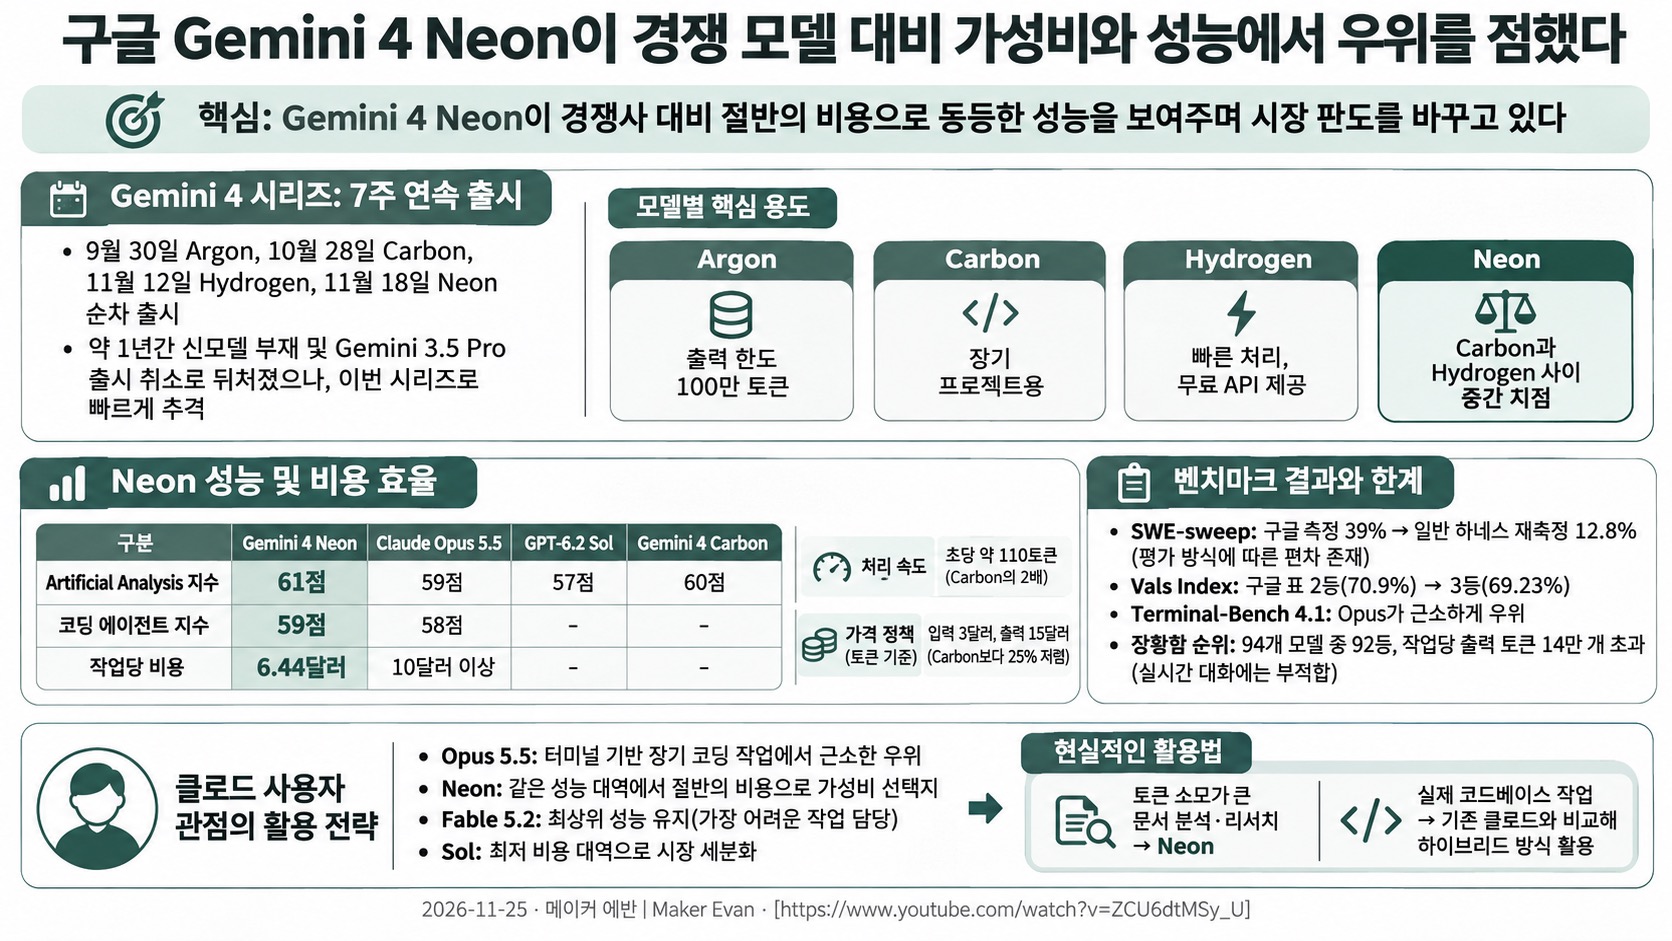 구글 Gemini 4 Neon이 경쟁 모델 대비 가성비와 성능에서 우위를 점했다
핵심: Gemini 4 Neon이 경쟁사 대비 절반의 비용으로 동등한 성능을 보여주며 시장 판도를 바꾸고 있다
Gemini 4 시리즈: 7주 연속 출시
• 9월 30일 Argon, 10월 28일 Carbon,
11월 12일 Hydrogen, 11월 18일 Neon
순차 출시
• 약 1년간 신모델 부재 및 Gemini 3.5 Pro
출시 취소로 뒤처졌으나, 이번 시리즈로
빠르게 추격
모델별 핵심 용도
Argon
출력 한도
100만 토큰
Carbon
장기
프로젝트용
Hydrogen
빠른 처리,
무료 API 제공
Neon
Carbon과
Hydrogen 사이
중간 치점
Neon 성능 및 비용 효율
구분 Gemini 4 Neon Claude Opus 5.5 GPT-6.2 Sol Gemini 4 Carbon
Artificial Analysis 지수 61점 59점 57점 60점
코딩 에이전트 지수 59점 58점 – –
작업당 비용 6.44달러 10달러 이상 – –
처리 속도
초당 약 110토큰
(Carbon의 2배)
가격 정책
(토큰 기준)
입력 3달러, 출력 15달러
(Carbon보다 25% 저렴)
벤치마크 결과와 한계
• SWE-sweep: 구글 측정 39% → 일반 하네스 재측정 12.8%
(평가 방식에 따른 편차 존재)
• Vals Index: 구글 표 2등(70.9%) → 3등(69.23%)
• Terminal-Bench 4.1: Opus가 근소하게 우위
• 장황함 순위: 94개 모델 중 92등, 작업당 출력 토큰 14만 개 초과
(실시간 대화에는 부적합)
클로드 사용자
관점의 활용 전략
• Opus 5.5: 터미널 기반 장기 코딩 작업에서 근소한 우위
• Neon: 같은 성능 대역에서 절반의 비용으로 가성비 선택지
• Fable 5.2: 최상위 성능 유지(가장 어려운 작업 담당)
• Sol: 최저 비용 대역으로 시장 세분화
현실적인 활용법
토큰 소모가 큰
문서 분석·리서치
→ Neon
실제 코드베이스 작업
→ 기존 클로드와 비교해
하이브리드 방식 활용
2026-11-25 · 메이커 에반 | Maker Evan · [https://www.youtube.com/watch?v=ZCU6dtMSy_U]